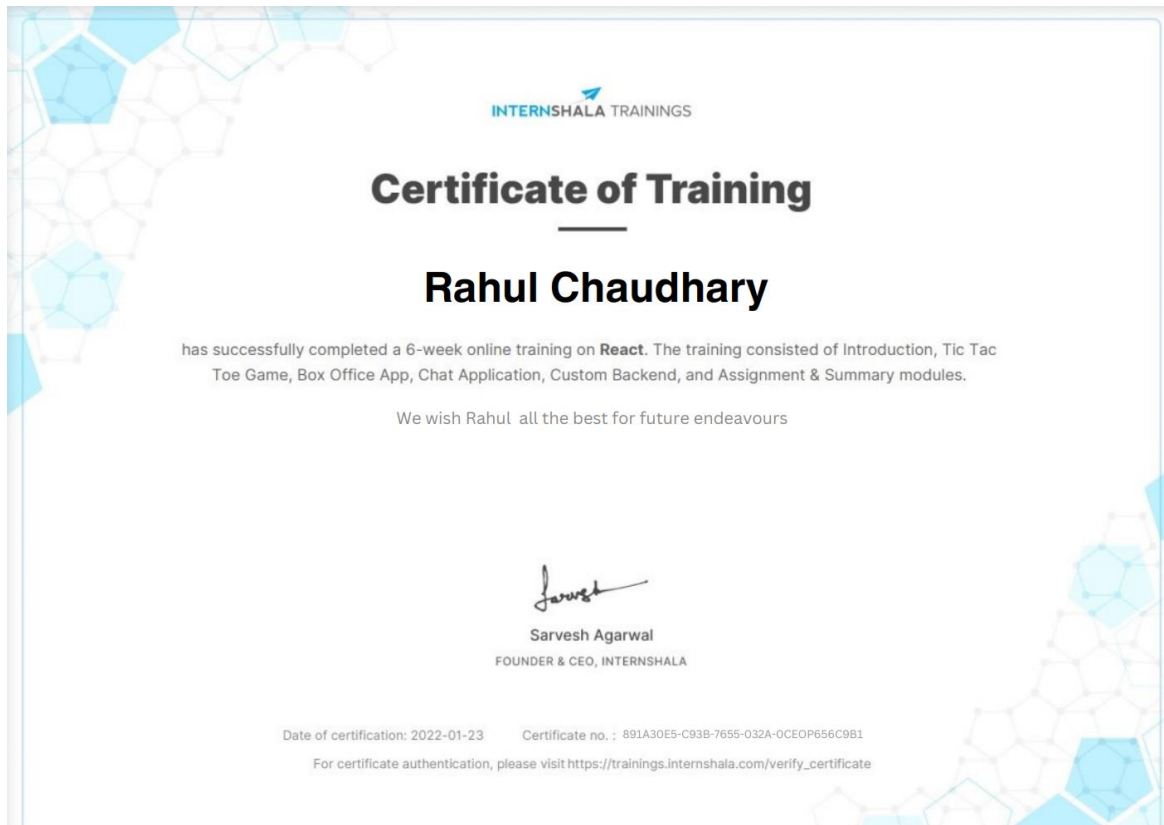 INTERNSHALA TRAININGS
Certificate of Training
Rahul Chaudhary
has successfully completed a 6-week online training on React. The training consisted of Introduction, Tic Tac
Toe Game, Box Office App, Chat Application, Custom Backend, and Assignment & Summary modules.
We wish Rahul all the best for future endeavours
Sarvesh
Sarvesh Agarwal
FOUNDER & CEO, INTERNSHALA
Date of certification: 2022-01-23 Certificate no. : 891A30E5-C93B-7655-032A-0CEOP656C9B1
For certificate authentication, please visit https://trainings.internshala.com/verify_certificate